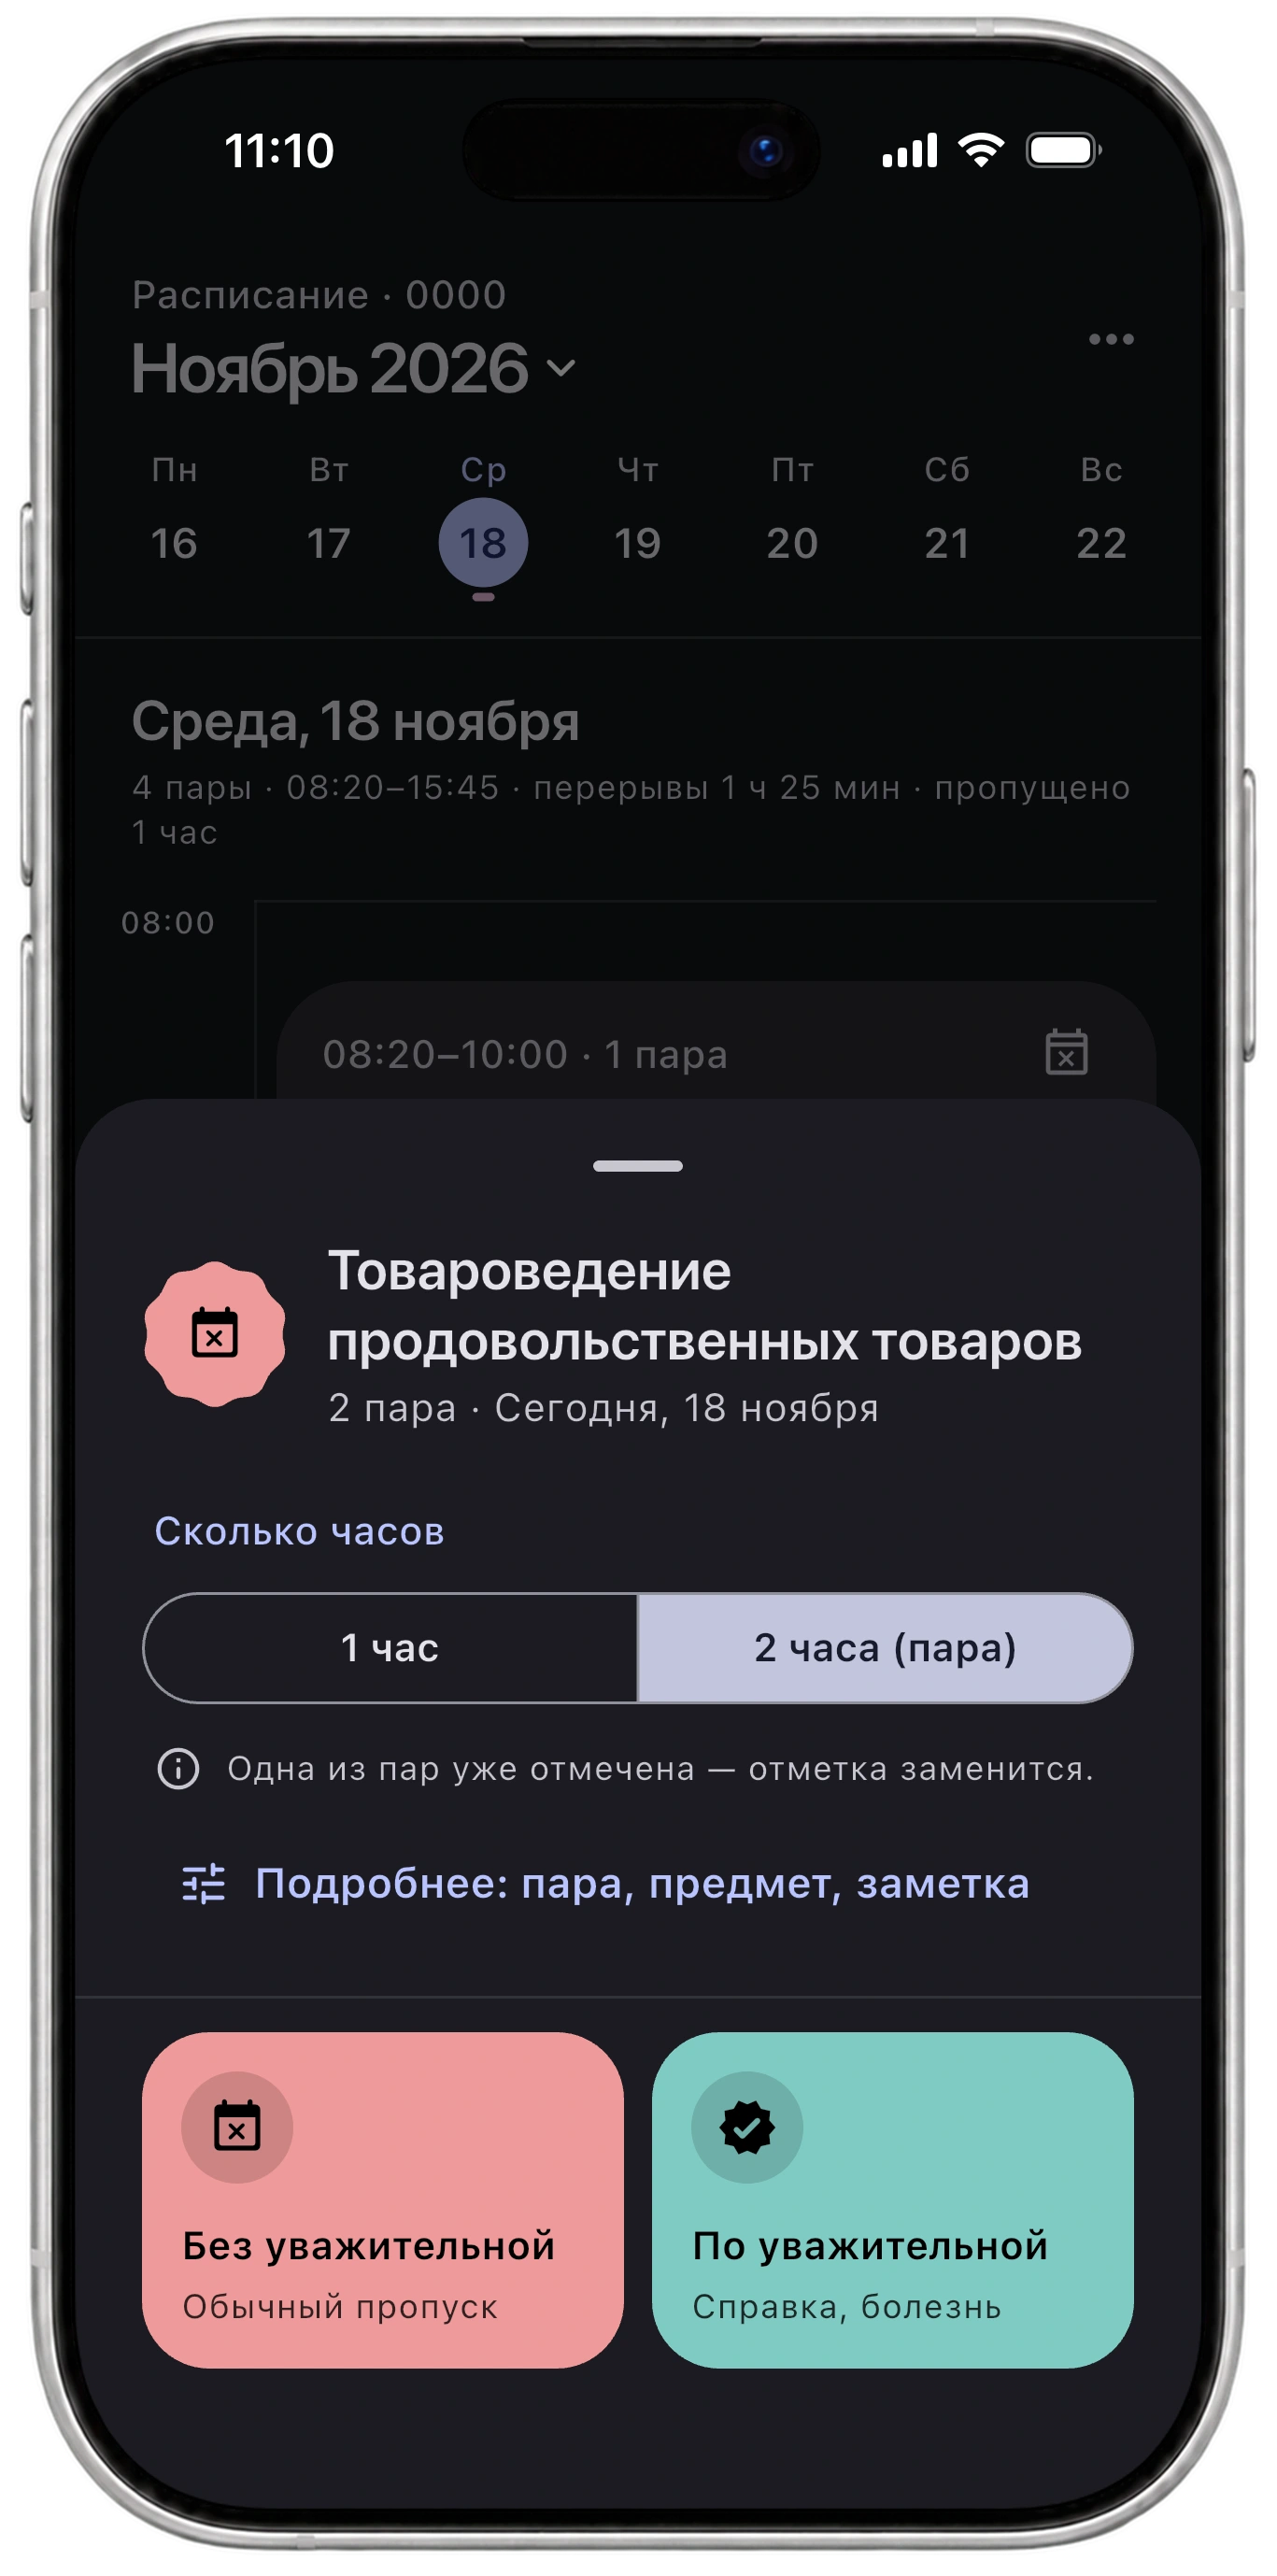 11:10
Расписание · 0000
Ноябрь 2026
Пн Вт Ср Чт Пт Сб Вс
16 17 18 19 20 21 22
Среда, 18 ноября
4 пары · 08:20–15:45 · перерывы 1 ч 25 мин · пропущено
1 час
08:00
08:20–10:00 · 1 пара
Товароведение
продовольственных товаров
2 пара · Сегодня, 18 ноября
Сколько часов
1 час 2 часа (пара)
Одна из пар уже отмечена — отметка заменится.
Подробнее: пара, предмет, заметка
Без уважительной
Обычный пропуск
По уважительной
Справка, болезнь